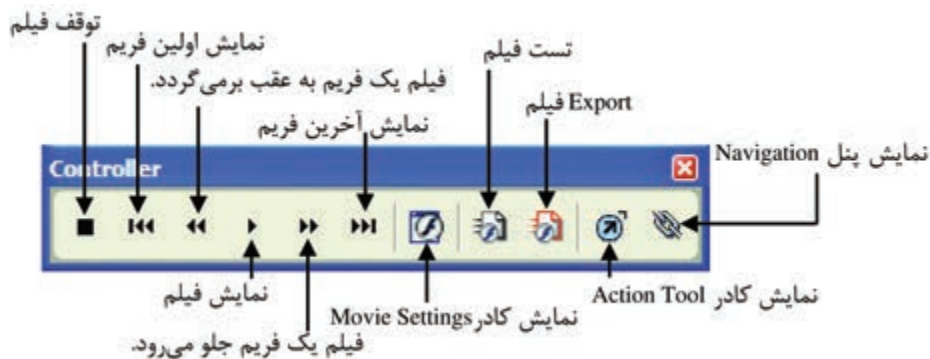 توقف فیلم
نمایش اولین فریم
فیلم یک فریم به عقب برمی‌گردد.
نمایش آخرین فریم
تست فیلم
Export فیلم
نمایش پنل Navigation
Controller
نمایش فیلم
فیلم یک فریم جلو می‌رود.
نمایش کادر Movie Settings
نمایش کادر Action Tool